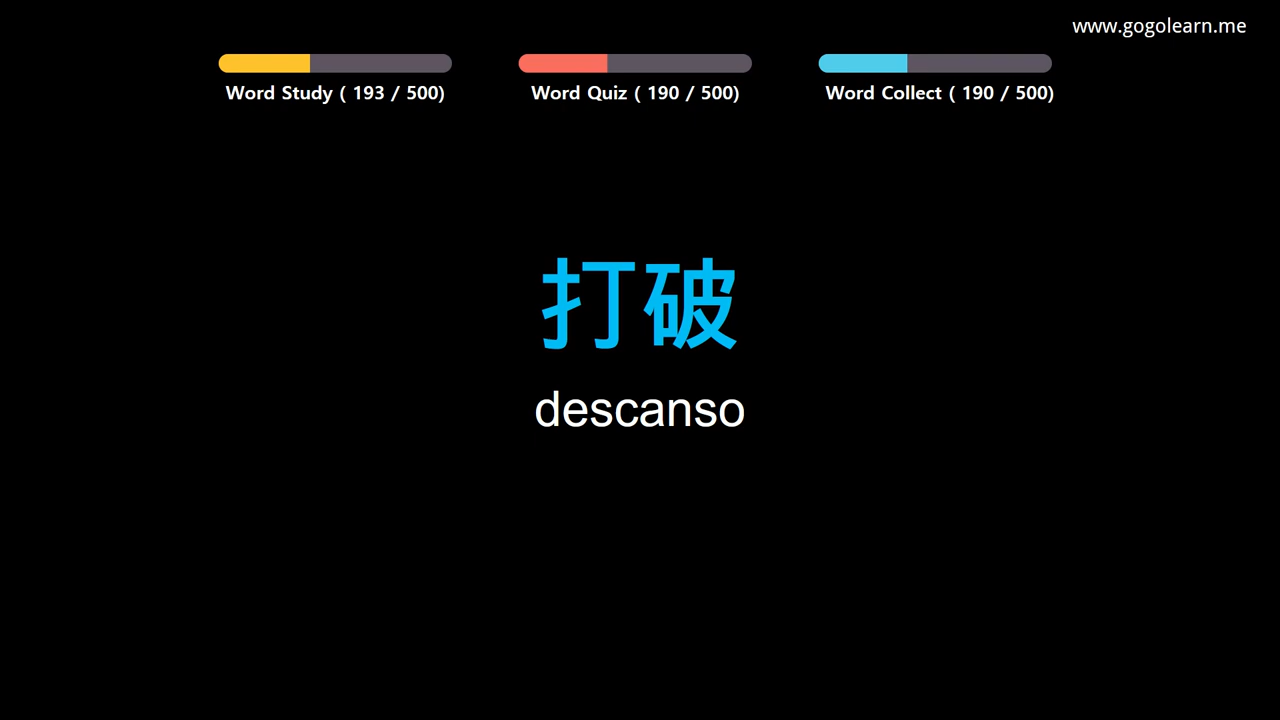 www.gogolearn.me
Word Study ( 193 / 500)
Word Quiz ( 190 / 500)
Word Collect ( 190 / 500)
打破
descanso